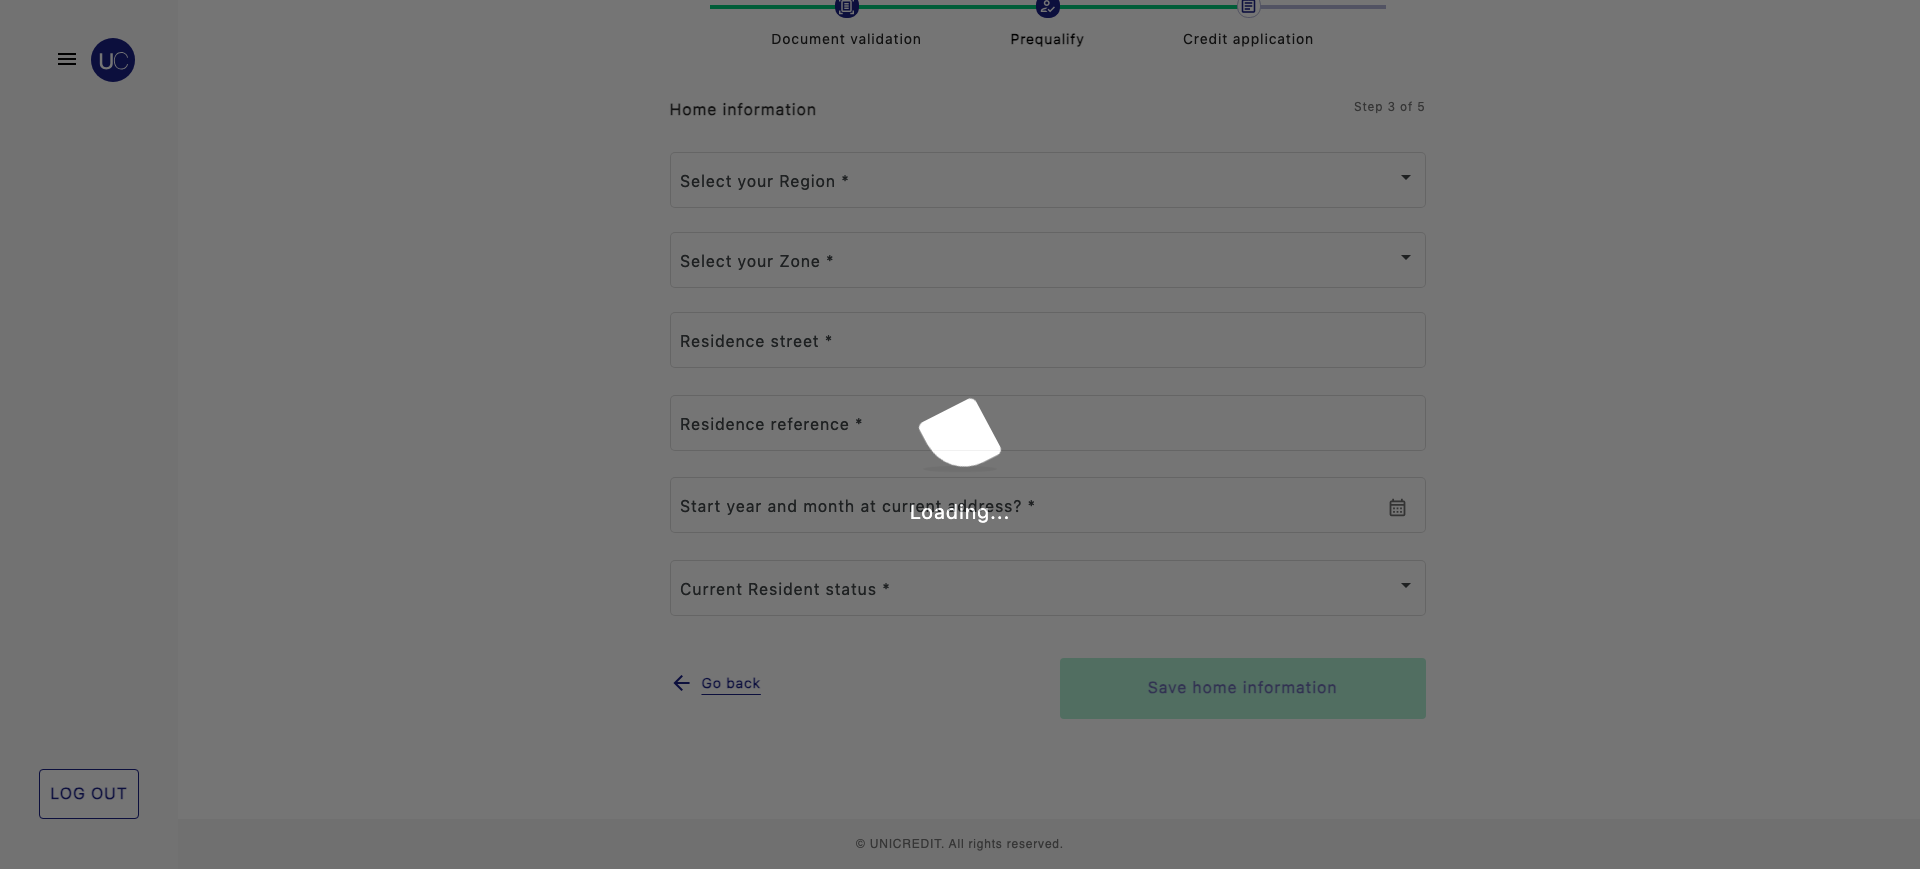 UC
Document validation
Prequalify
Credit application
Home information
Step 3 of 5
Select your Region *
Select your Zone *
Residence street *
Residence reference *
Start year and month at current address? *
Loading...
Current Resident status *
Go back
Save home information
LOG OUT
© UNICREDIT. All rights reserved.